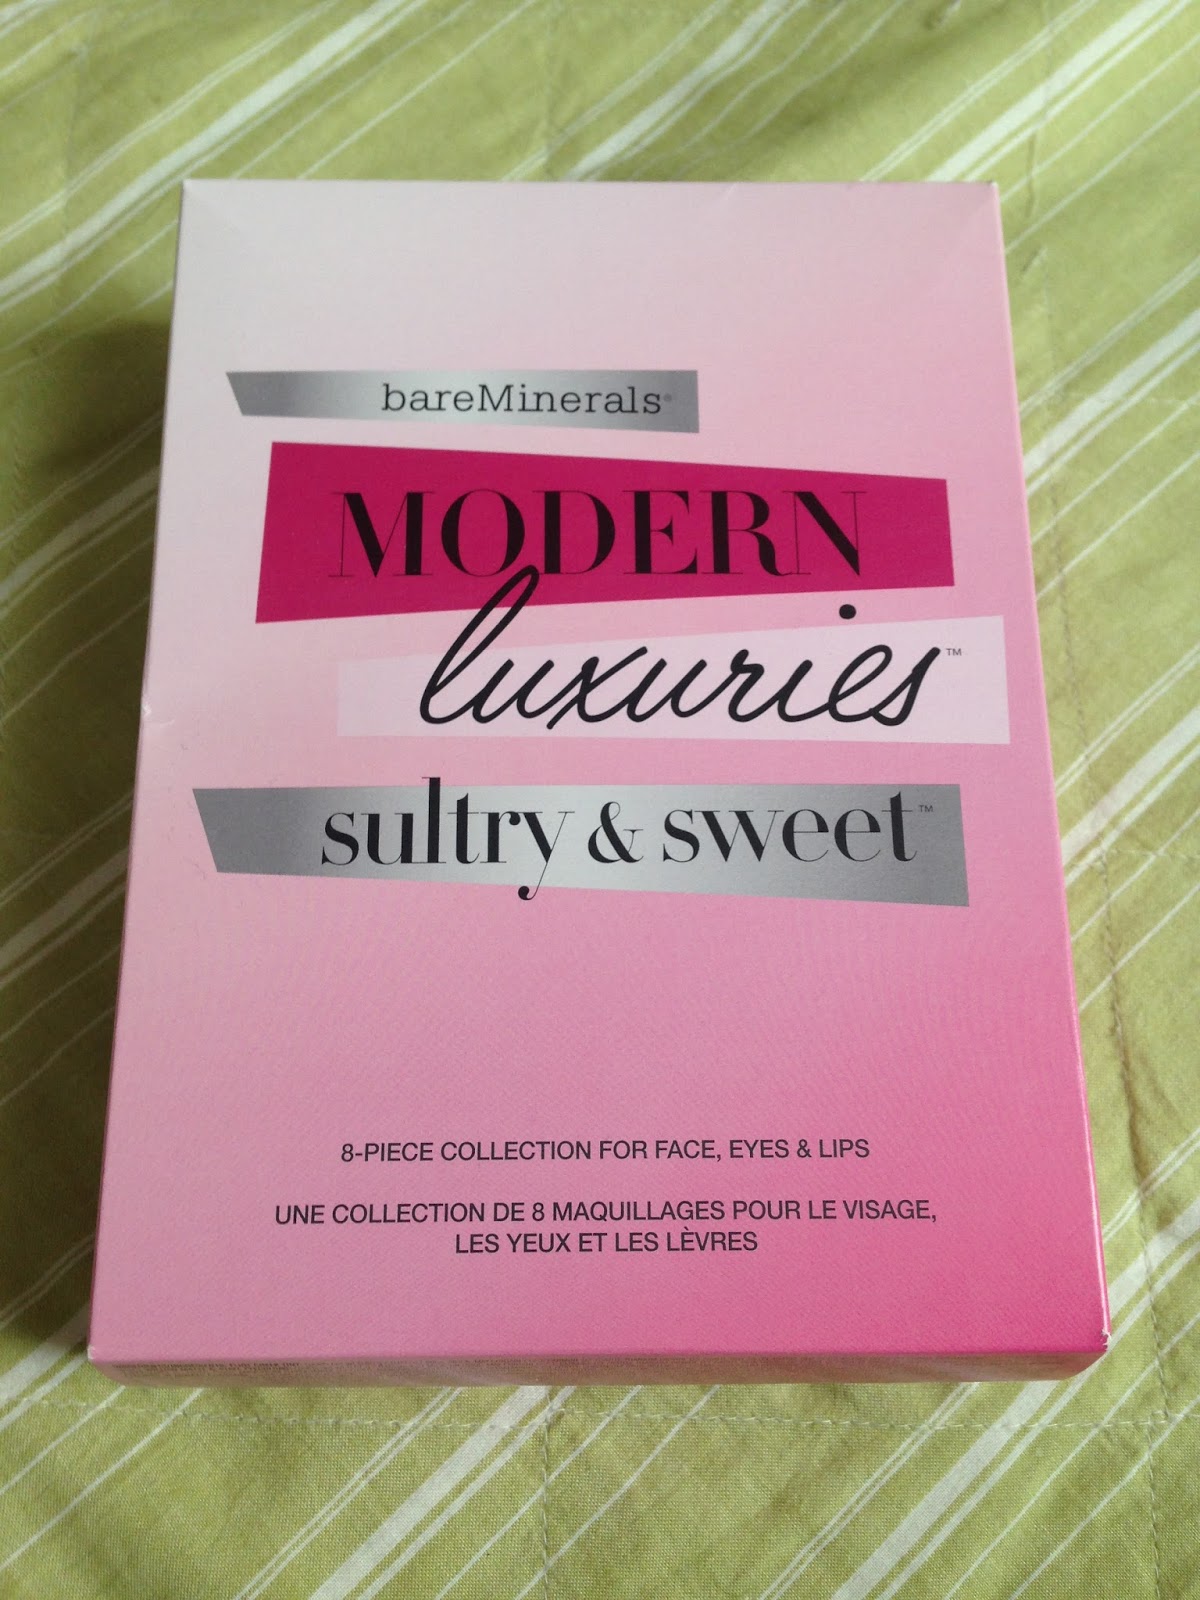 bareMinerals®
MODERN
luxuries™
sultry & sweet™
8-PIECE COLLECTION FOR FACE, EYES & LIPS
UNE COLLECTION DE 8 MAQUILLAGES POUR LE VISAGE,
LES YEUX ET LES LÈVRES